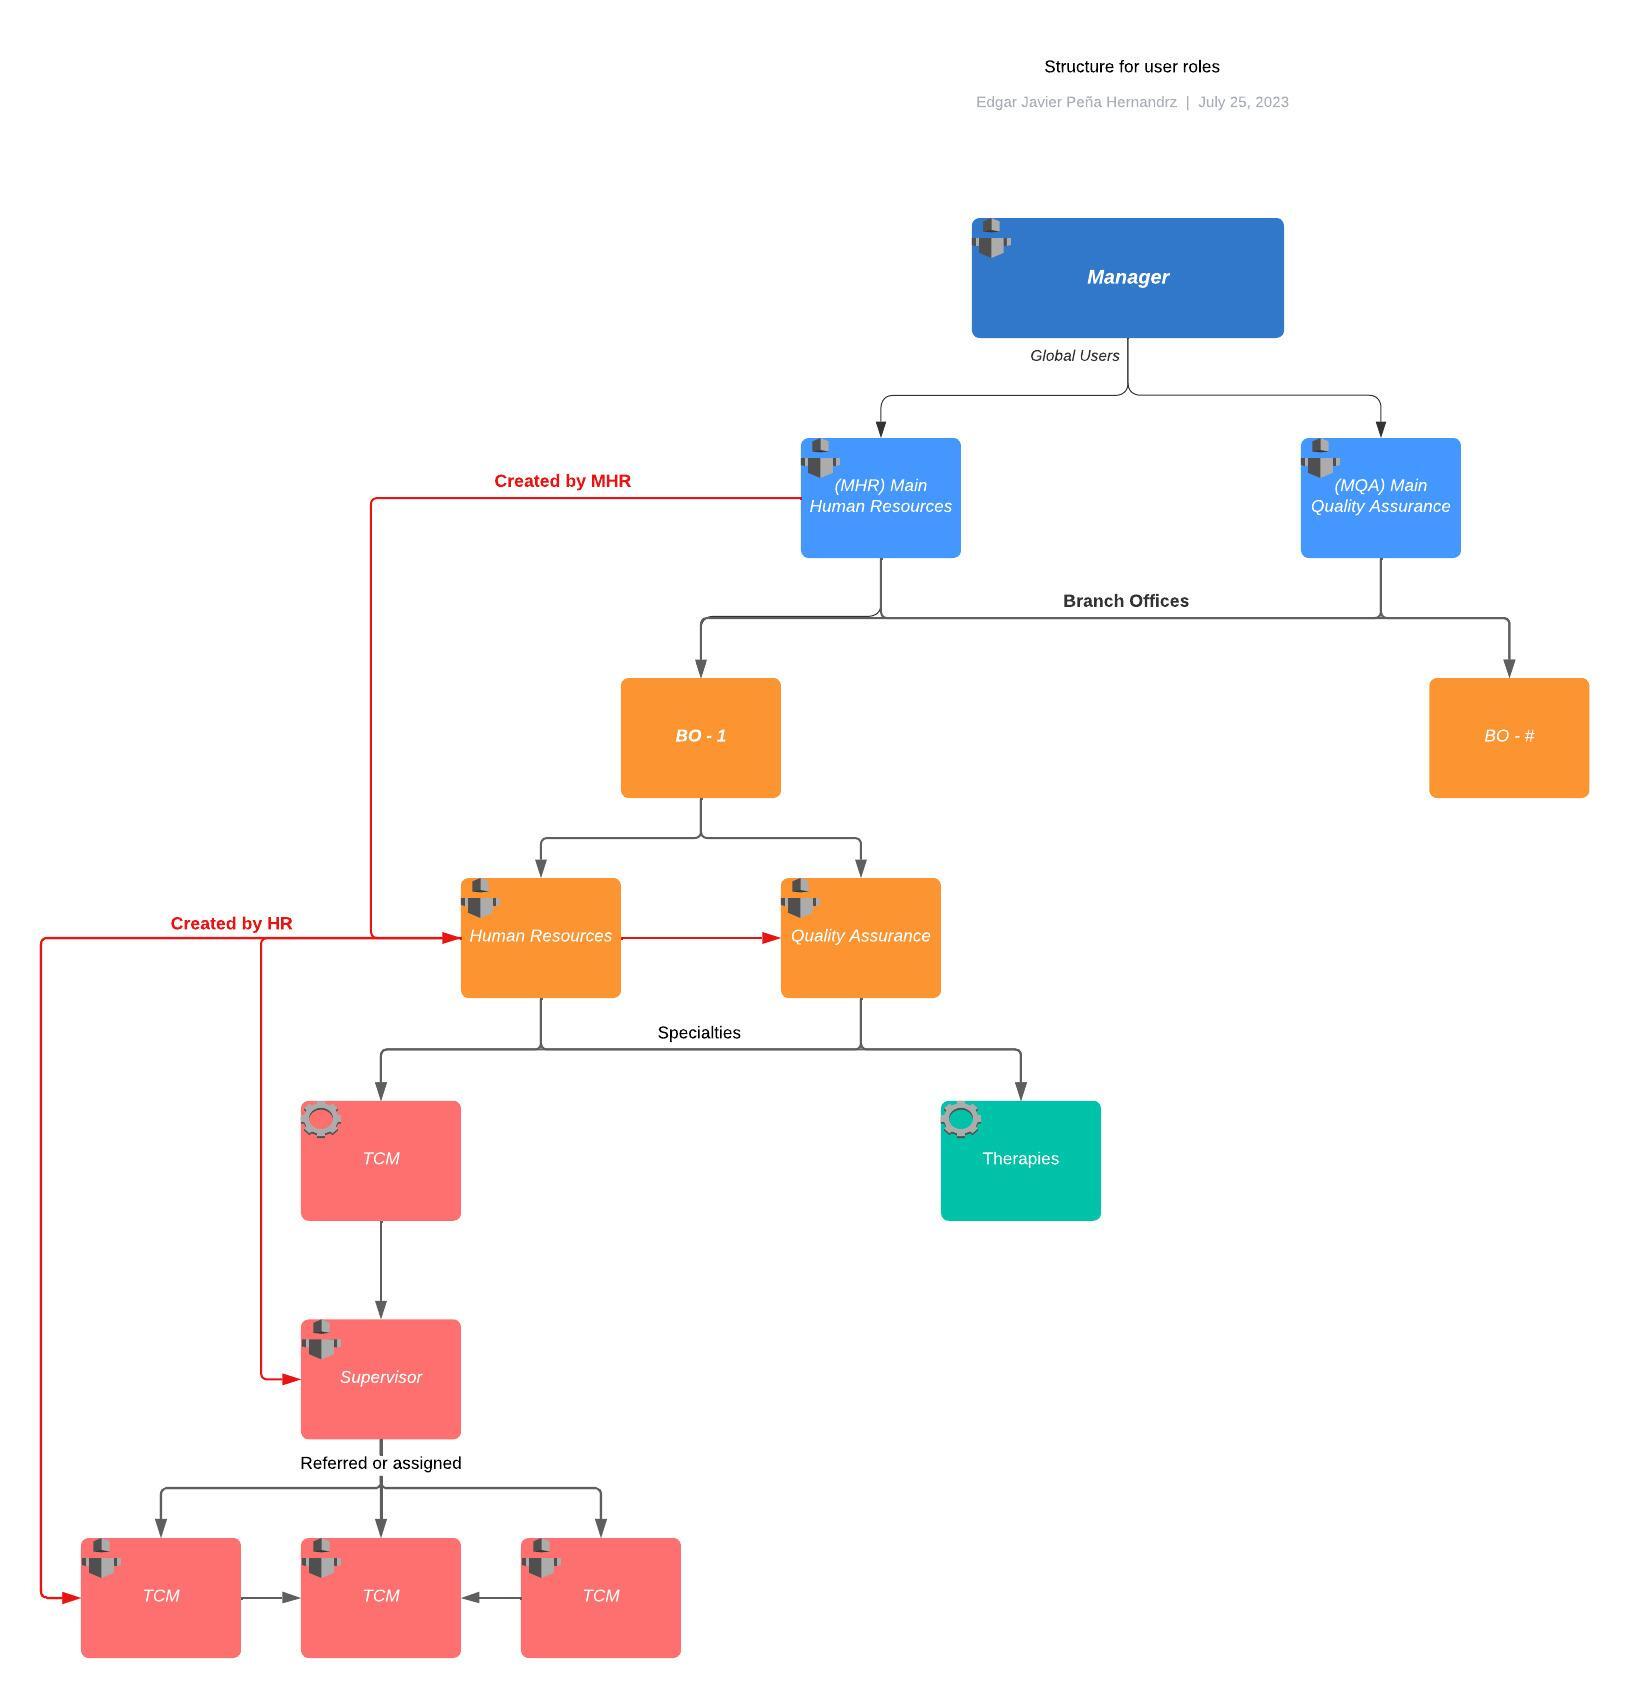 Structure for user roles
Edgar Javier Peña Hernandrz | July 25, 2023
Manager
Global Users
Created by MHR
(MHR) Main
Human Resources
(MQA) Main
Quality Assurance
Branch Offices
BO - 1
BO - #
Created by HR
Human Resources
Quality Assurance
Specialties
TCM
Therapies
Supervisor
Referred or assigned
TCM
TCM
TCM